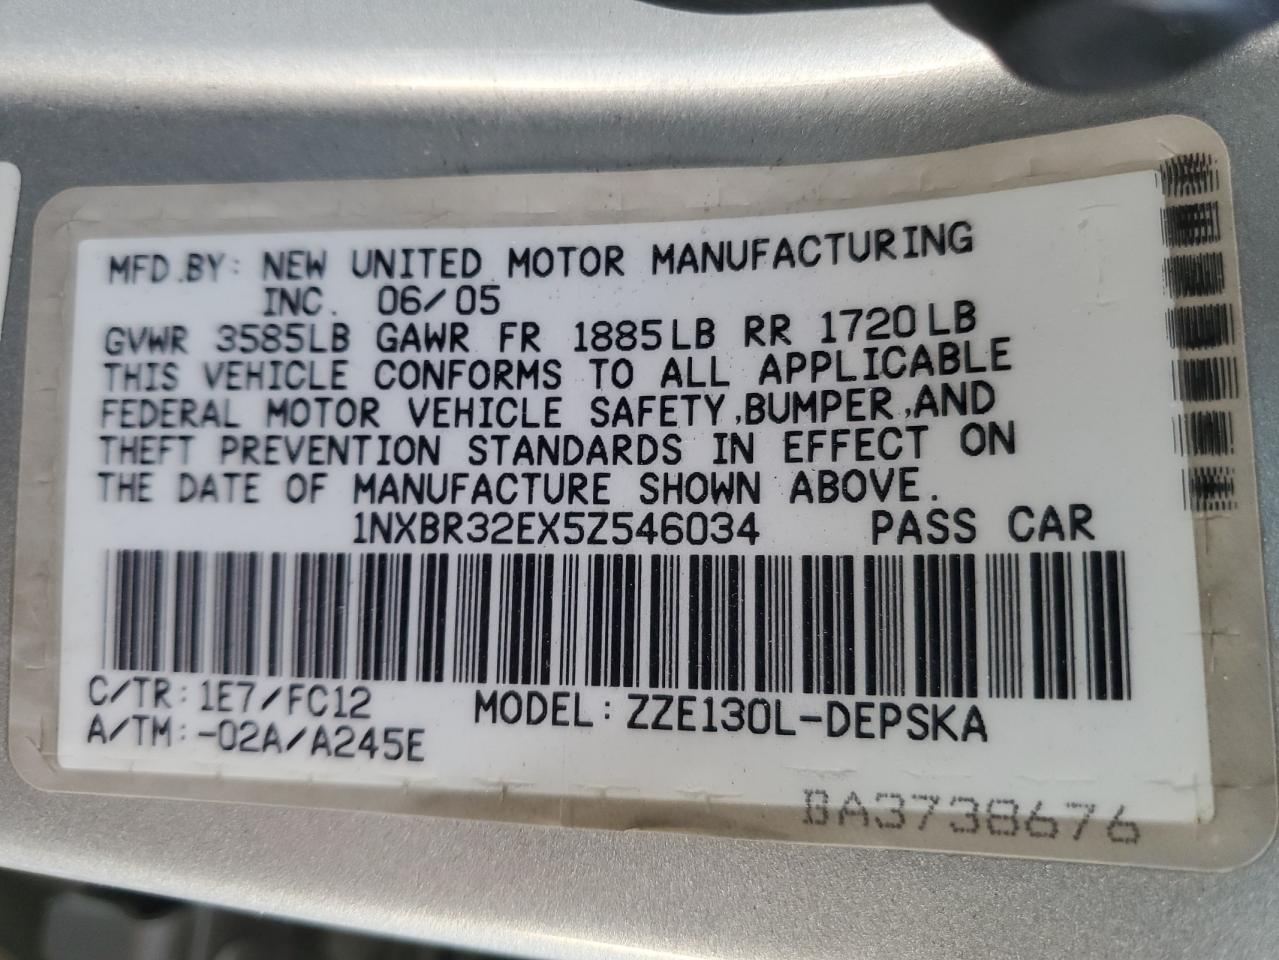 MFD.BY: NEW UNITED MOTOR MANUFACTURING
INC. 06/05
GVWR 3585LB GAWR FR 1885LB RR 1720LB
THIS VEHICLE CONFORMS TO ALL APPLICABLE
FEDERAL MOTOR VEHICLE SAFETY,BUMPER,AND
THEFT PREVENTION STANDARDS IN EFFECT ON
THE DATE OF MANUFACTURE SHOWN ABOVE.
1NXBR32EX5Z546034 PASS CAR
C/TR: 1E7/FC12 MODEL: ZZE130L-DEPSKA
A/TM:-02A/A245E
BA3738676